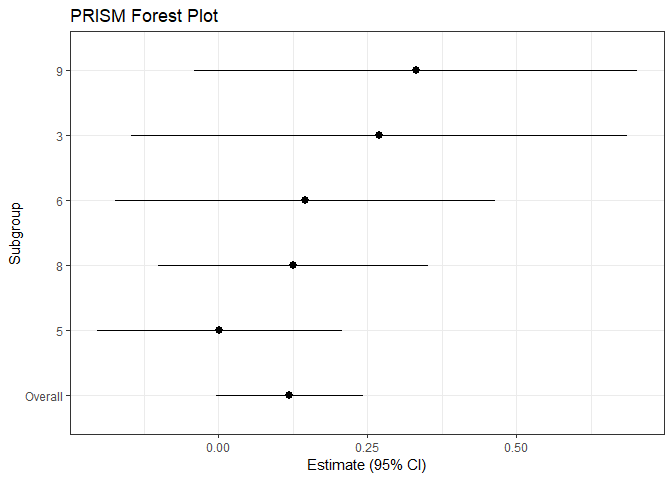 PRISM Forest Plot
9
3
6
8
5
Overall
Subgroup
0.00 0.25 0.50
Estimate (95% CI)